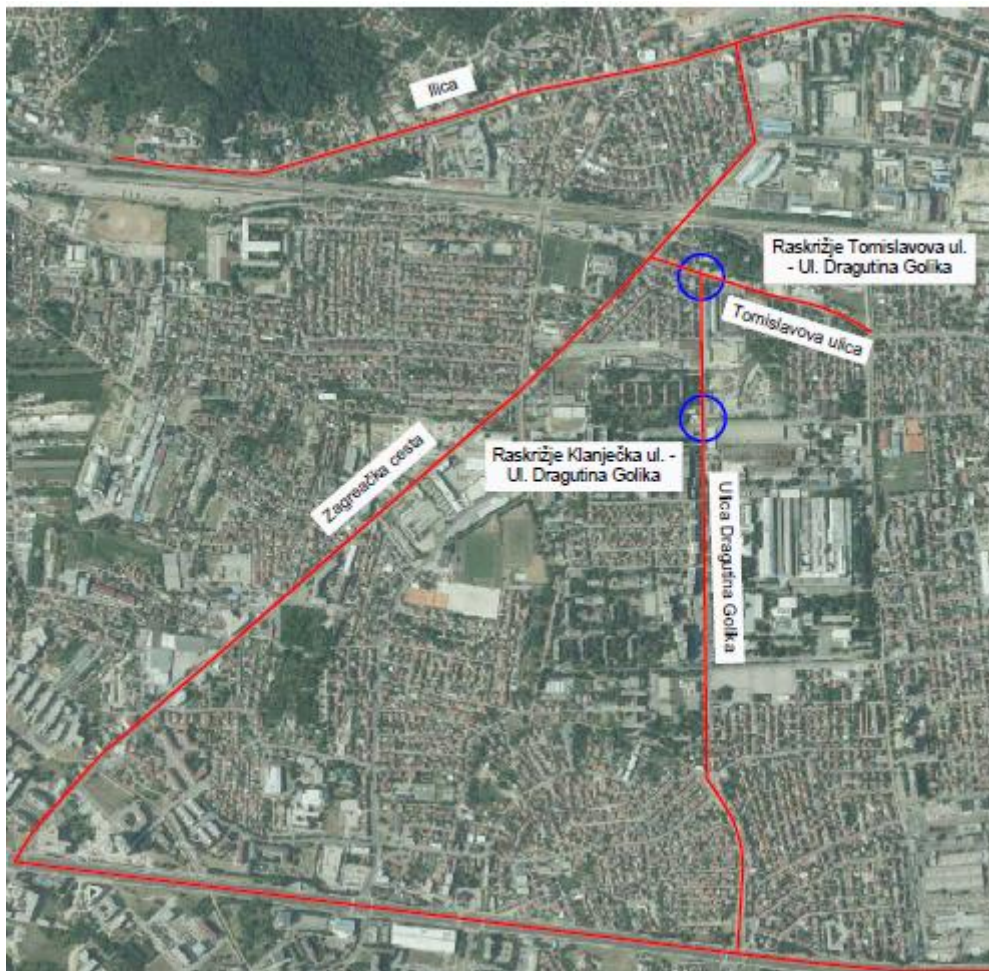 Ilica
Raskrižje Tomislavova ul.
- Ul. Dragutina Golika
Tomislavova ulica
Raskrižje Klanječka ul. -
Ul. Dragutina Golika
Zagreačka cesta
Ulica Dragutina Golika